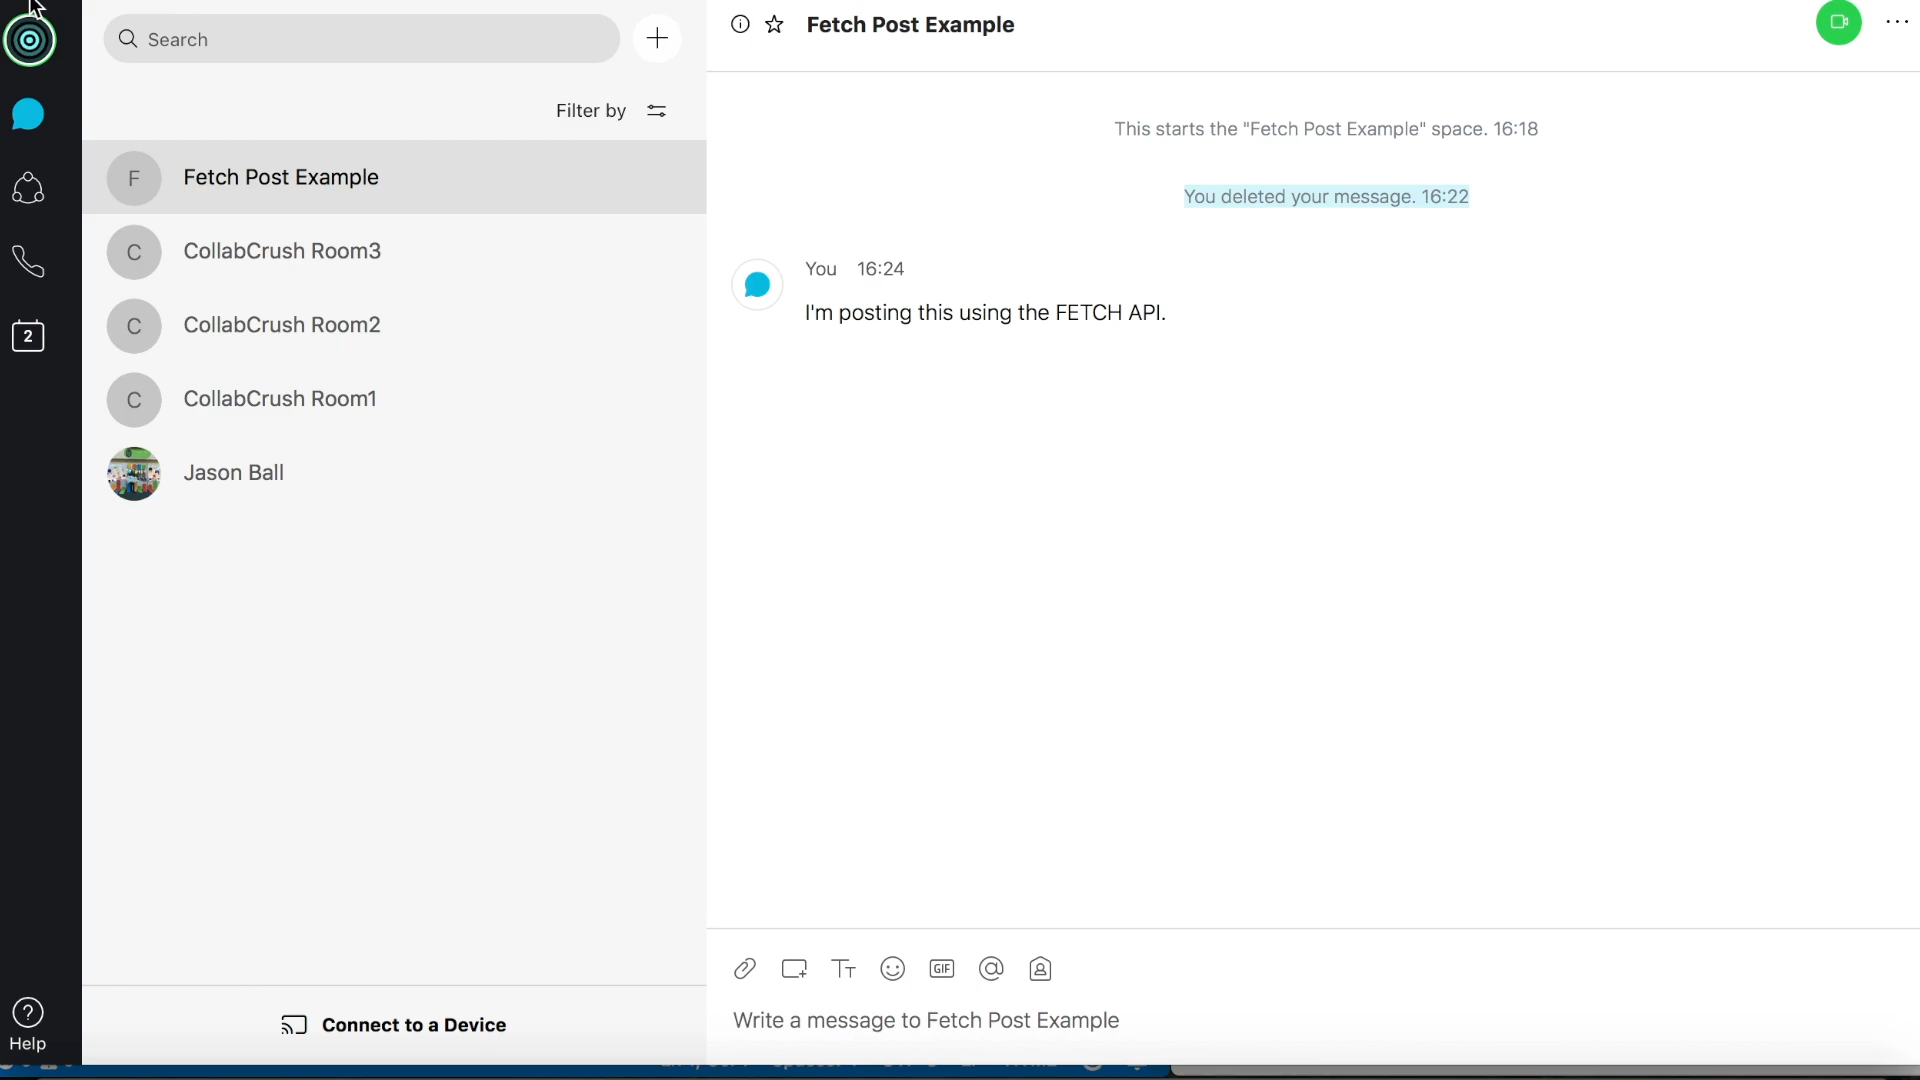 Search
Filter by
F
Fetch Post Example
C
CollabCrush Room3
C
CollabCrush Room2
C
CollabCrush Room1
Jason Ball
2
Help
Connect to a Device
Fetch Post Example
This starts the "Fetch Post Example" space. 16:18
You deleted your message. 16:22
You 16:24
I'm posting this using the FETCH API.
GIF
Write a message to Fetch Post Example